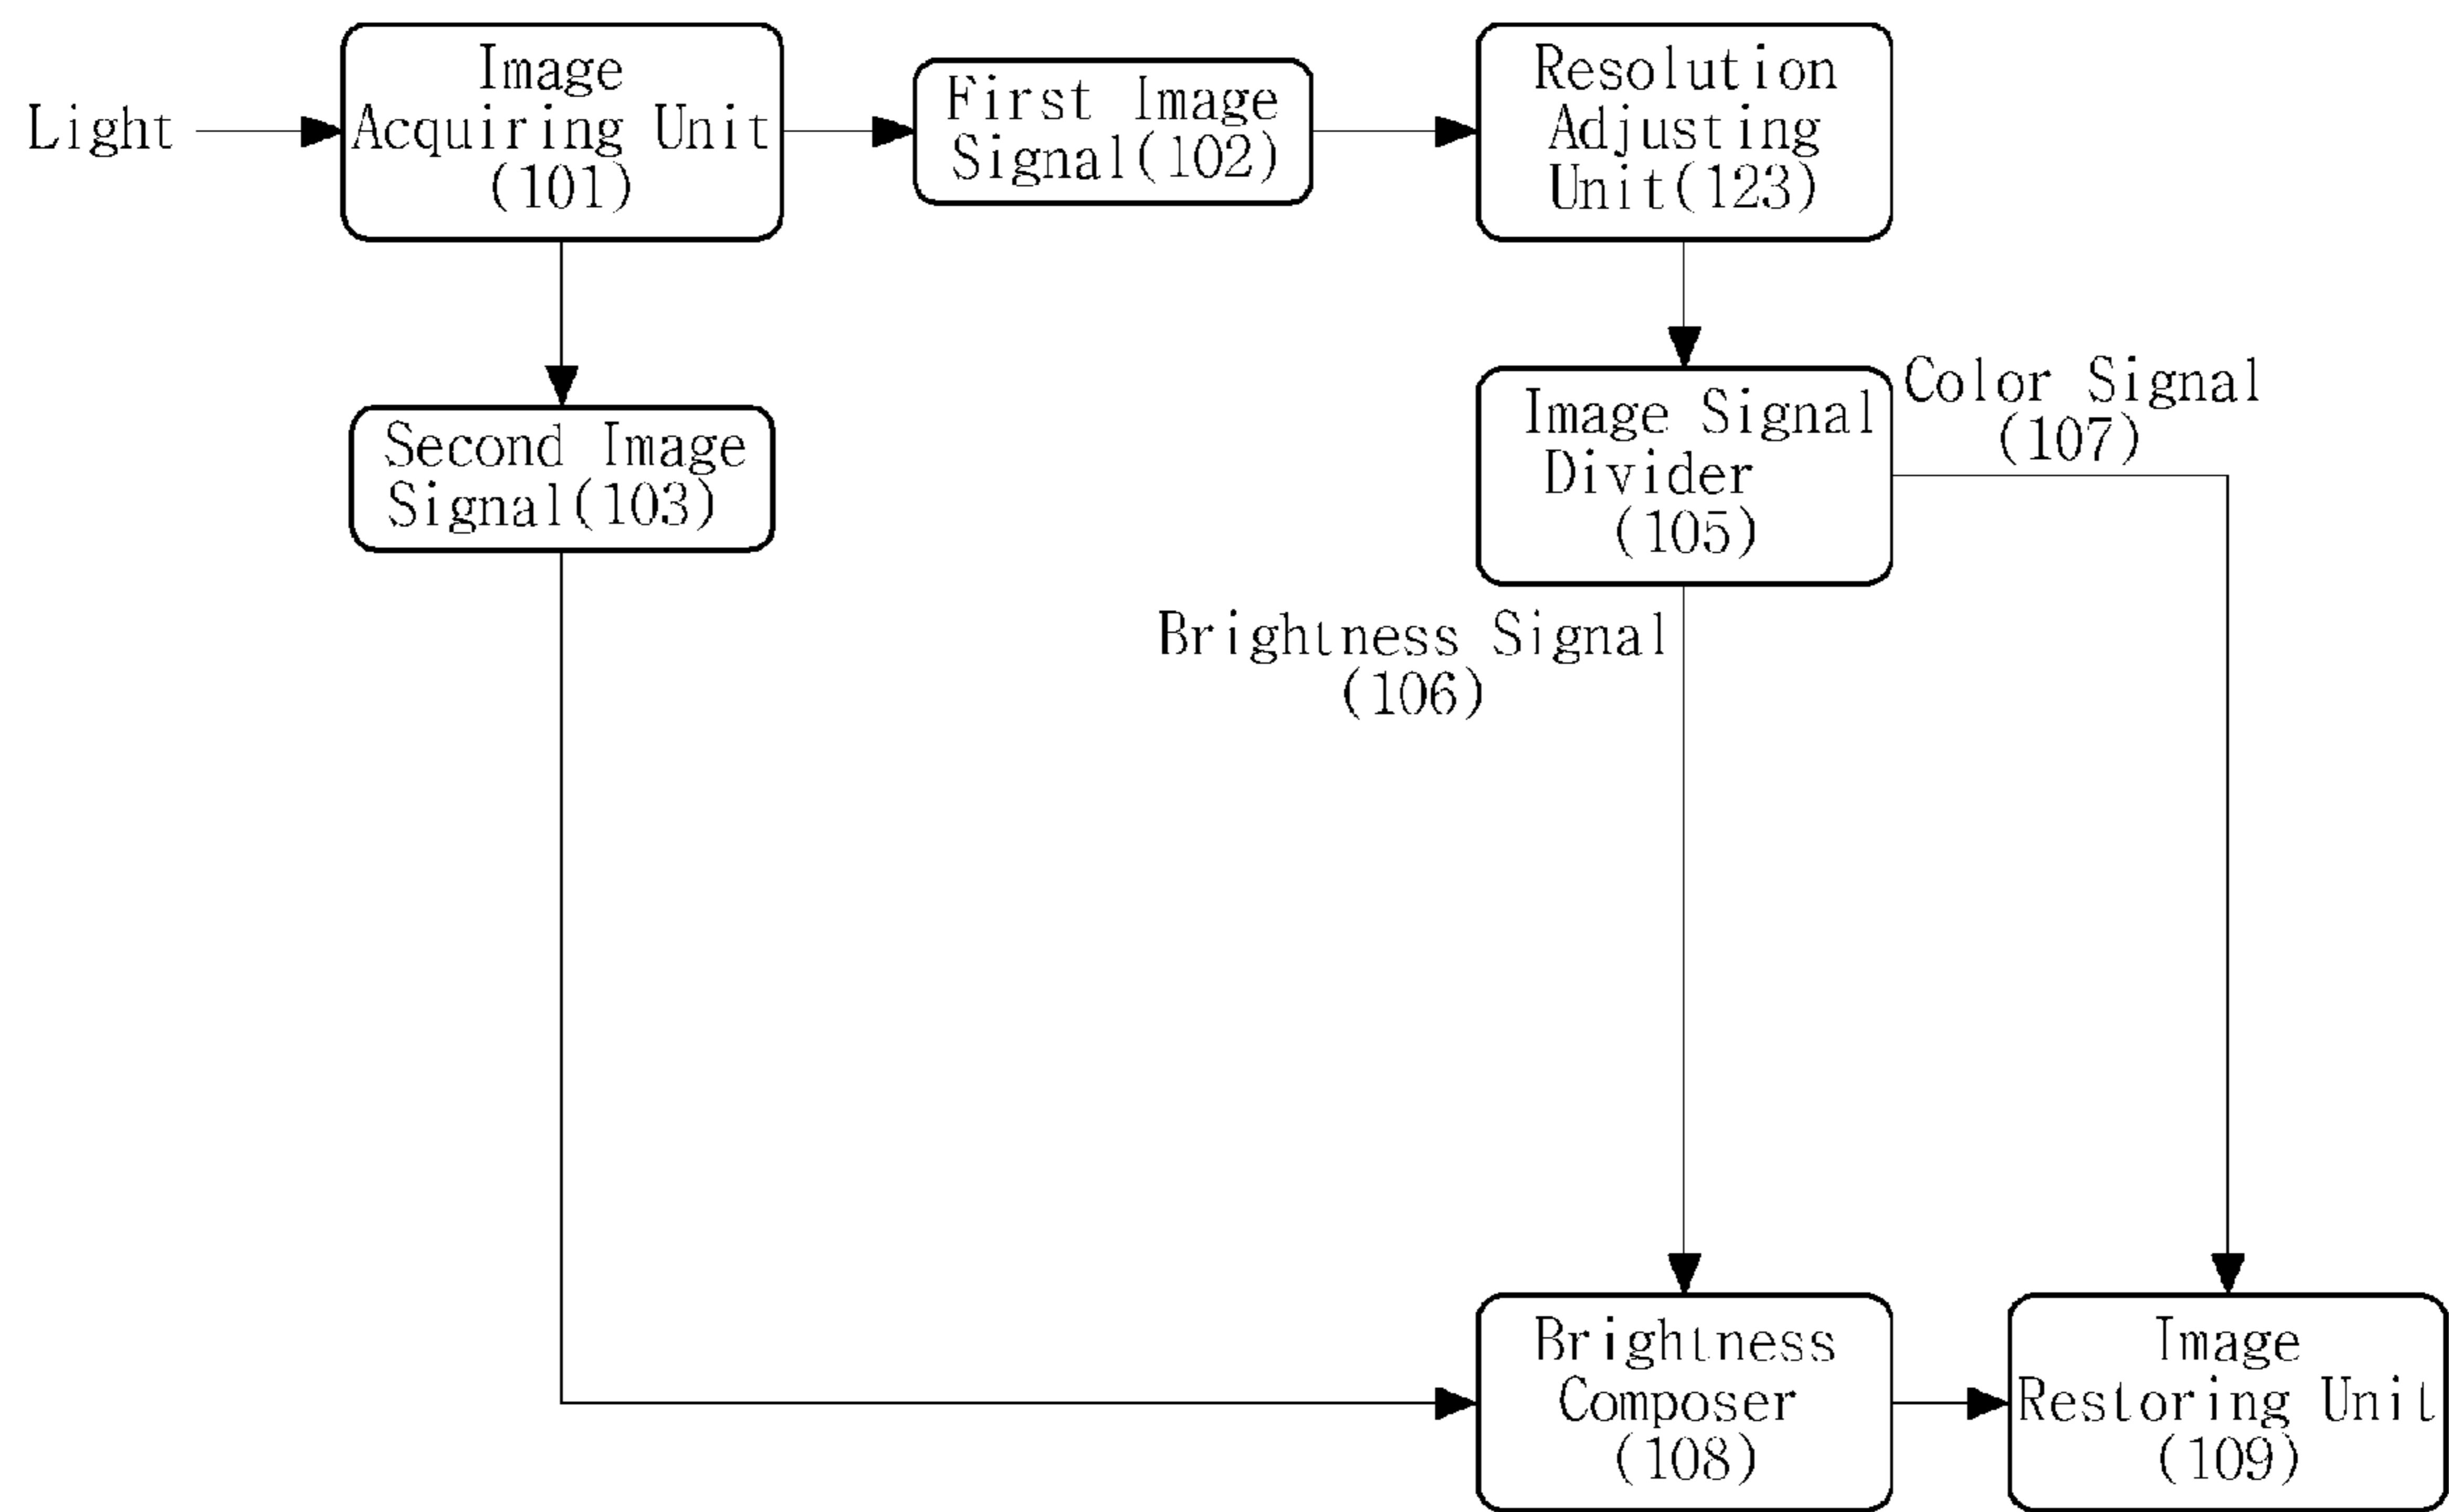 Light
Image
Acquiring Unit
(101)
First Image
Signal(102)
Resolution
Adjusting
Unit(123)
Second Image
Signal(103)
Image Signal
Divider
(105)
Color Signal
(107)
Brightness Signal
(106)
Brightness
Composer
(108)
Image
Restoring Unit
(109)